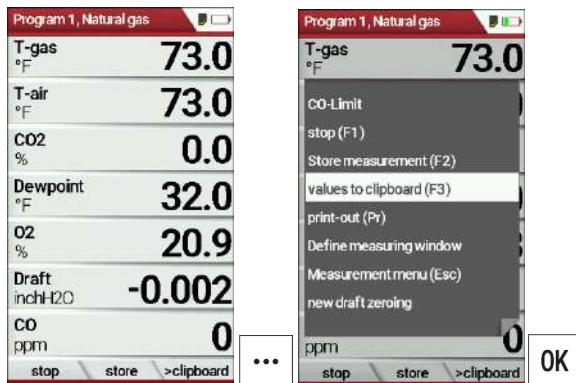 Program 1, Natural gas
T-gas
°F
73.0
T-air
°F
73.0
CO2
%
0.0
Dewpoint
°F
32.0
O2
%
20.9
Draft
inchH2O
-0.002
CO
ppm
0
stop
store
>clipboard
...
Program 1, Natural gas
T-gas
°F
73.0
CO-Limit
stop (F1)
Store measurement (F2)
values to clipboard (F3)
print-out (Pr)
Define measuring window
Measurement menu (Esc)
new draft zeroing
ppm
0
stop
store
>clipboard
OK